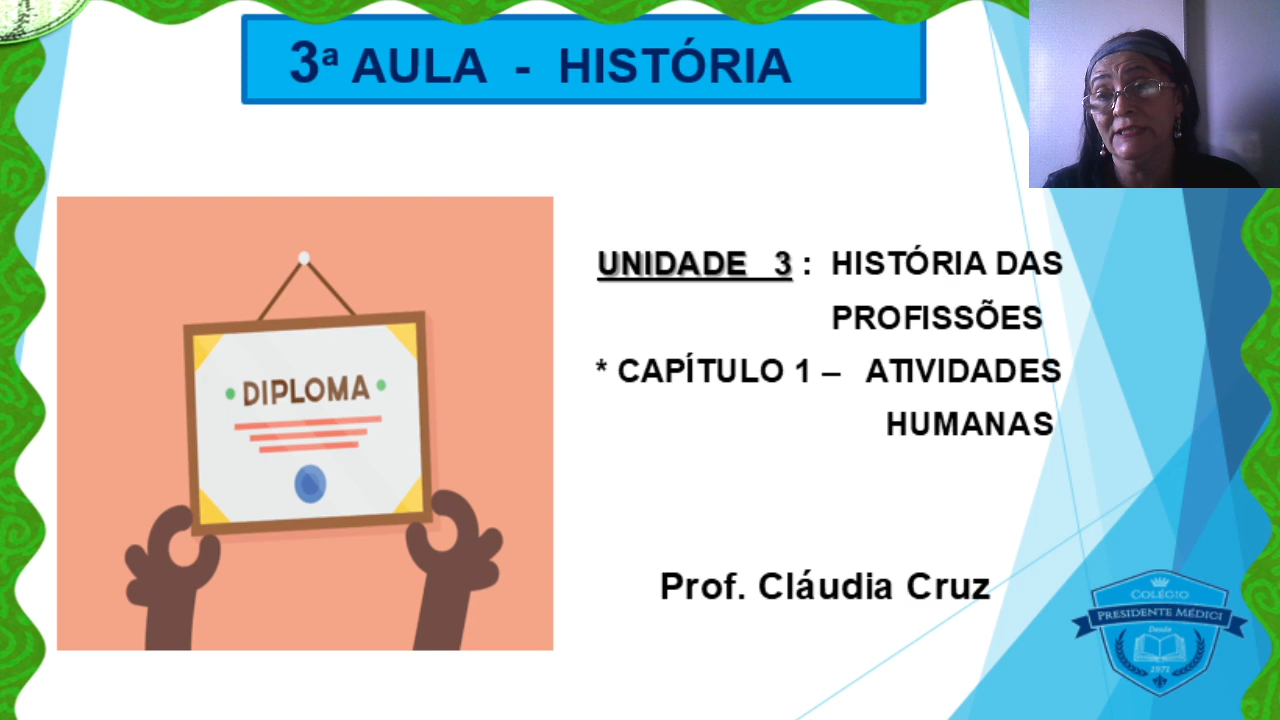 3ª AULA - HISTÓRIA
DIPLOMA
UNIDADE 3 : HISTÓRIA DAS
PROFISSÕES
* CAPÍTULO 1 – ATIVIDADES
HUMANAS
Prof. Cláudia Cruz
COLÉGIO
PRESIDENTE MÉDICI
Desde
1971